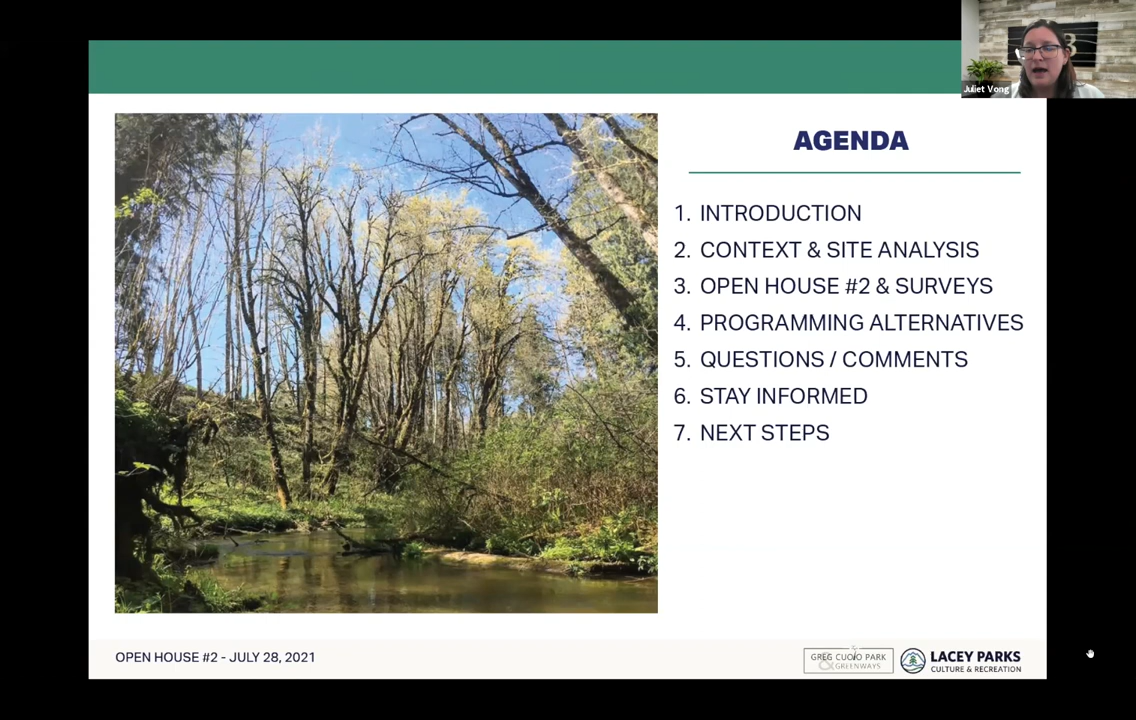 Juliet Vong
AGENDA
1. INTRODUCTION
2. CONTEXT & SITE ANALYSIS
3. OPEN HOUSE #2 & SURVEYS
4. PROGRAMMING ALTERNATIVES
5. QUESTIONS / COMMENTS
6. STAY INFORMED
7. NEXT STEPS
OPEN HOUSE #2 - JULY 28, 2021
GREG CUOIO PARK
& GREENWAYS
LACEY PARKS
CULTURE & RECREATION